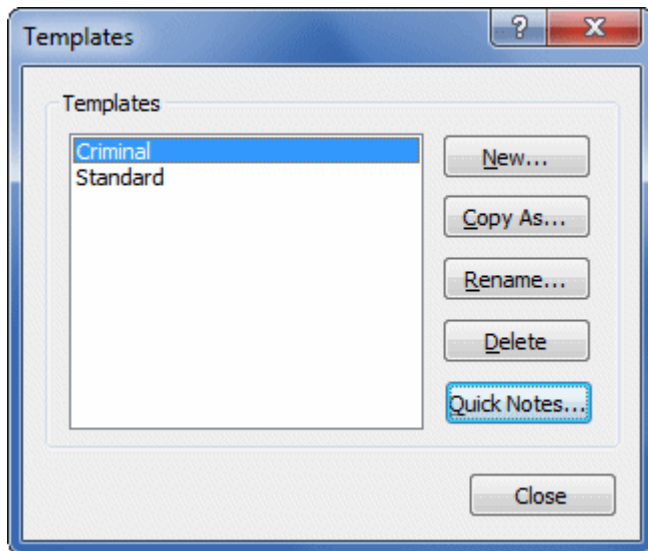 Templates
?
X
Templates
Criminal
Standard
New...
Copy As...
Rename...
Delete
Quick Notes...
Close